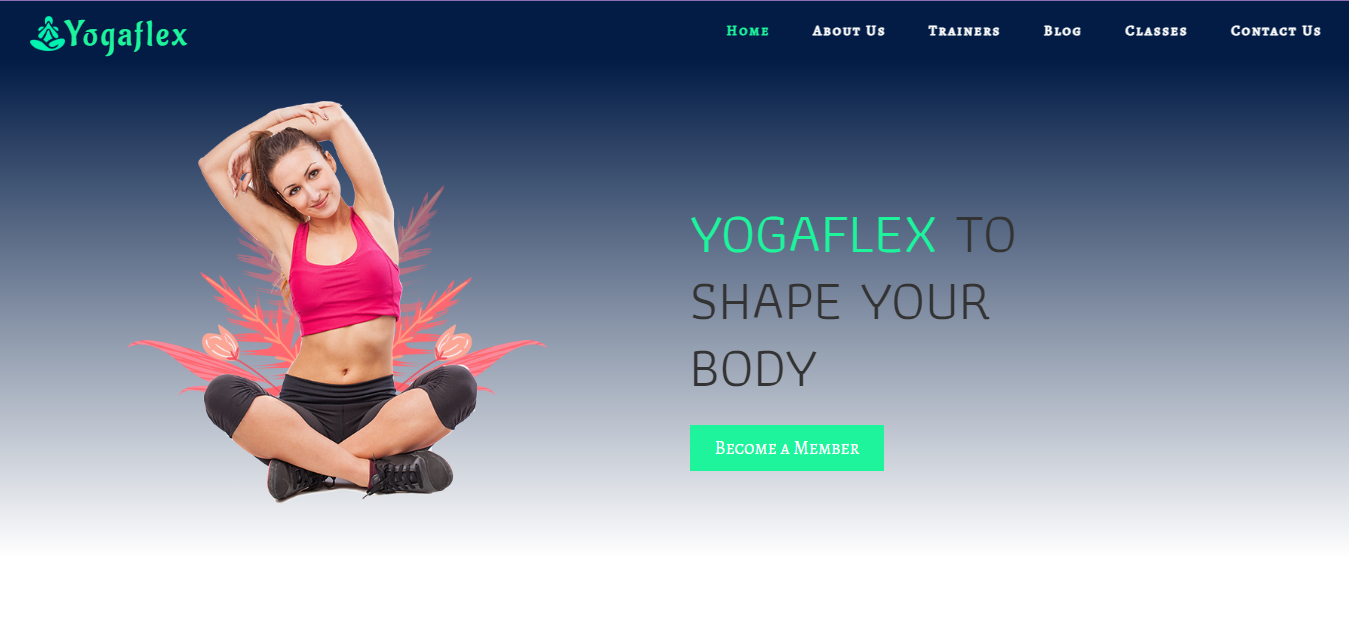 Yogaflex
Home About Us Trainers Blog Classes Contact Us
YOGAFLEX TO
SHAPE YOUR
BODY
Become a Member